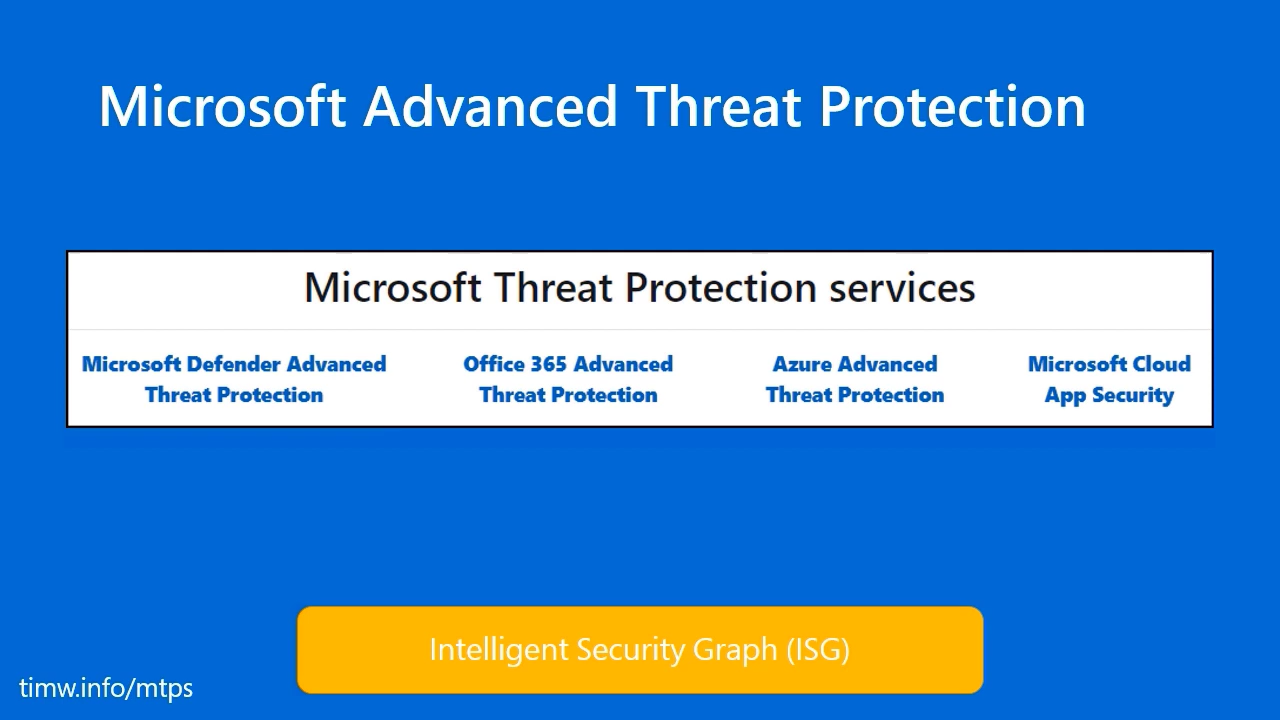 Microsoft Advanced Threat Protection
Microsoft Threat Protection services
Microsoft Defender Advanced
Threat Protection
Office 365 Advanced
Threat Protection
Azure Advanced
Threat Protection
Microsoft Cloud
App Security
Intelligent Security Graph (ISG)
timw.info/mtps